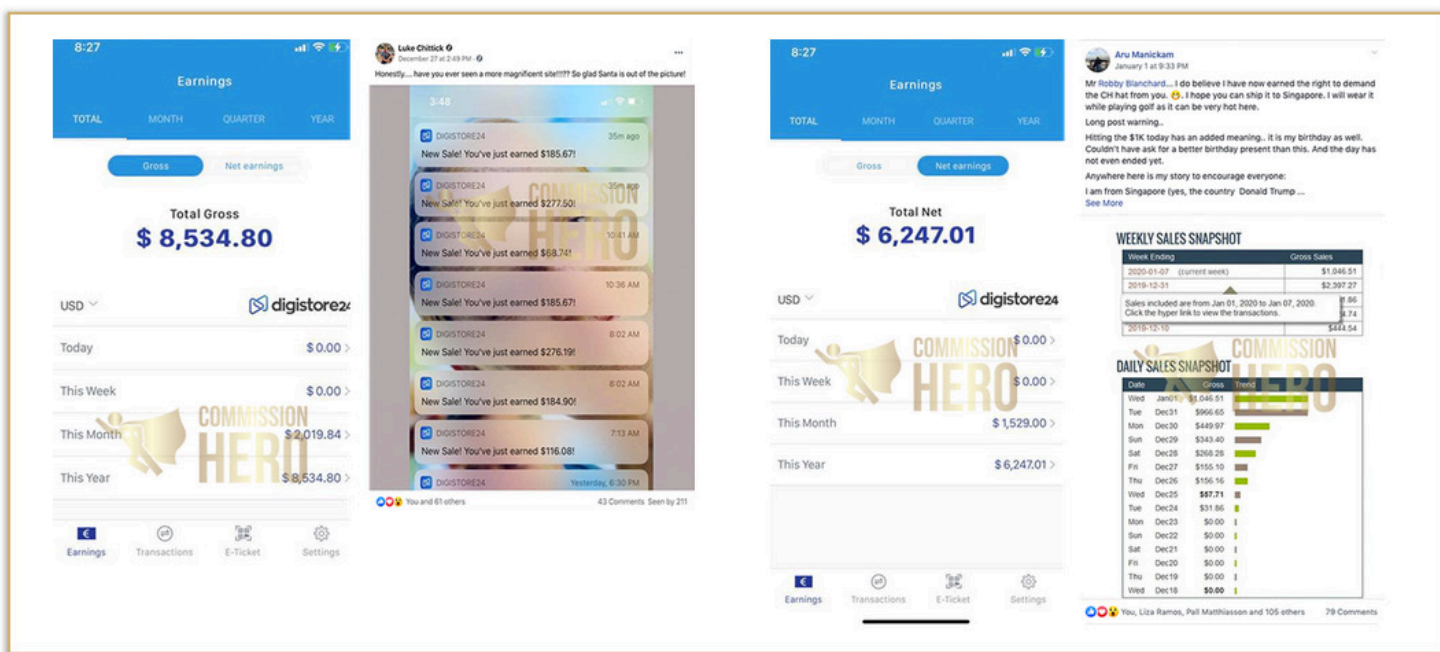 8:27
Earnings
TOTAL MONTH QUARTER YEAR
Gross Net earnings
Total Gross
$ 8,534.80
USD digistore24
Today $ 0.00 >
This Week $ 0.00 >
This Month $ 2,019.84 >
This Year $ 8,534.80 >
COMMISSION
HERO
Earnings Transactions E-Ticket Settings
Luke Chittick
December 27 at 2:49 PM ·
Honestly.... have you ever seen a more magnificent site!!!?? So glad Santa is out of the picture!
3:48
DIGISTORE24 35m ago
New Sale! You've just earned $185.67!
DIGISTORE24 35m ago
New Sale! You've just earned $277.50!
DIGISTORE24 10:41 AM
New Sale! You've just earned $68.74!
DIGISTORE24 10:36 AM
New Sale! You've just earned $185.67!
DIGISTORE24 8:02 AM
New Sale! You've just earned $276.19!
DIGISTORE24 8:02 AM
New Sale! You've just earned $184.90!
DIGISTORE24 7:13 AM
New Sale! You've just earned $116.08!
DIGISTORE24 Yesterday, 6:30 PM
COMMISSION
HERO
You and 61 others 43 Comments Seen by 211
8:27
Earnings
TOTAL MONTH QUARTER YEAR
Gross Net earnings
Total Net
$ 6,247.01
USD digistore24
Today $ 0.00 >
This Week $ 0.00 >
This Month $ 1,529.00 >
This Year $ 6,247.01 >
COMMISSION
HERO
Earnings Transactions E-Ticket Settings
Aru Manickam
January 1 at 9:33 PM
Mr Robby Blanchard... I do believe I have now earned the right to demand
the CH hat from you. 😁. I hope you can ship it to Singapore. I will wear it
while playing golf as it can be very hot here.
Long post warning..
Hitting the $1K today has an added meaning.. it is my birthday as well.
Couldn't have ask for a better birthday present than this. And the day has
not even ended yet.
Anywhere here is my story to encourage everyone:
I am from Singapore (yes, the country Donald Trump ...
See More
WEEKLY SALES SNAPSHOT
Week Ending Gross Sales
2020-01-07 (current week) $1,046.51
2019-12-31 $2,397.27
Sales included are from Jan 01, 2020 to Jan 07, 2020.
Click the hyper link to view the transactions.
1.86
4.74
2019-12-10 $444.54
COMMISSION
HERO
DAILY SALES SNAPSHOT
Date Gross Trend
Wed Jan01 $1,046.51
Tue Dec31 $966.65
Mon Dec30 $449.97
Sun Dec29 $343.40
Sat Dec28 $268.28
Fri Dec27 $155.10
Thu Dec26 $156.16
Wed Dec25 $57.71
Tue Dec24 $31.86
Mon Dec23 $0.00
Sun Dec22 $0.00
Sat Dec21 $0.00
Fri Dec20 $0.00
Thu Dec19 $0.00
Wed Dec18 $0.00
You, Liza Ramos, Pall Matthiasson and 105 others 79 Comments